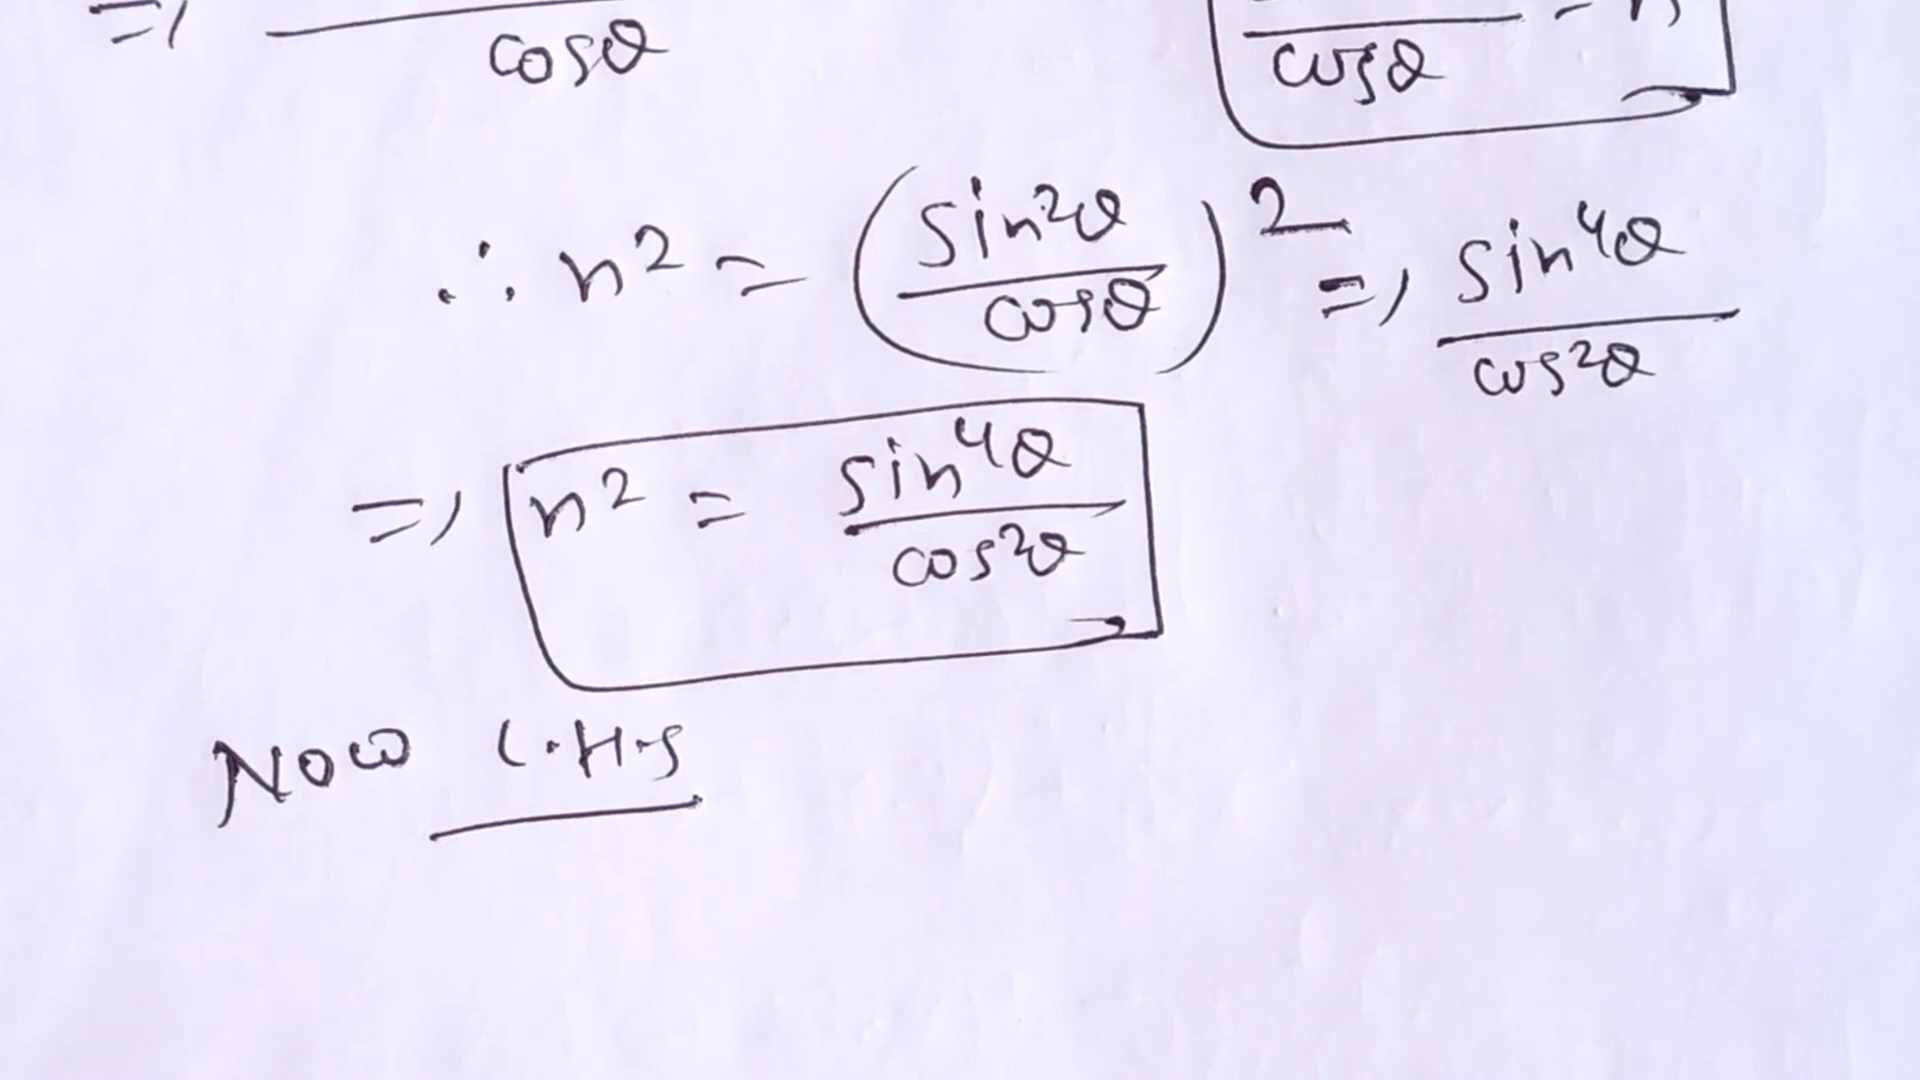 => ――― cosθ
――― cosθ = n
∴ n² = (sin²θ / cosθ)² => sin⁴θ / cos²θ
=> n² = sin⁴θ / cos²θ
Now L.H.S